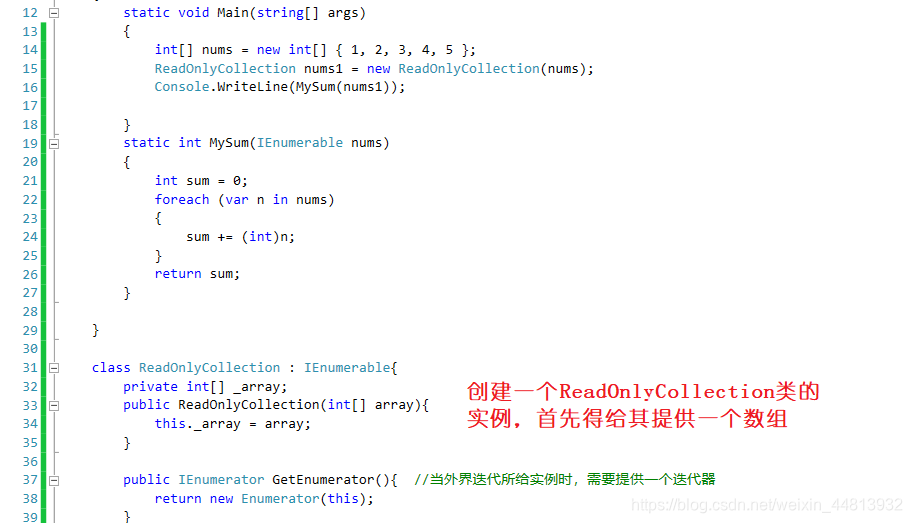 12 static void Main(string[] args)
13 {
14 int[] nums = new int[] { 1, 2, 3, 4, 5 };
15 ReadOnlyCollection nums1 = new ReadOnlyCollection(nums);
16 Console.WriteLine(MySum(nums1));
17
18 }
19 static int MySum(IEnumerable nums)
20 {
21 int sum = 0;
22 foreach (var n in nums)
23 {
24 sum += (int)n;
25 }
26 return sum;
27 }
28
29 }
30
31 class ReadOnlyCollection : IEnumerable{
32 private int[] _array;
33 public ReadOnlyCollection(int[] array){
34 this._array = array;
35 }
36
37 public IEnumerator GetEnumerator(){ //当外界迭代所给实例时，需要提供一个迭代器
38 return new Enumerator(this);
39 }
创建一个ReadOnlyCollection类的
实例，首先得给其提供一个数组
https://blog.csdn.net/weixin_44813932